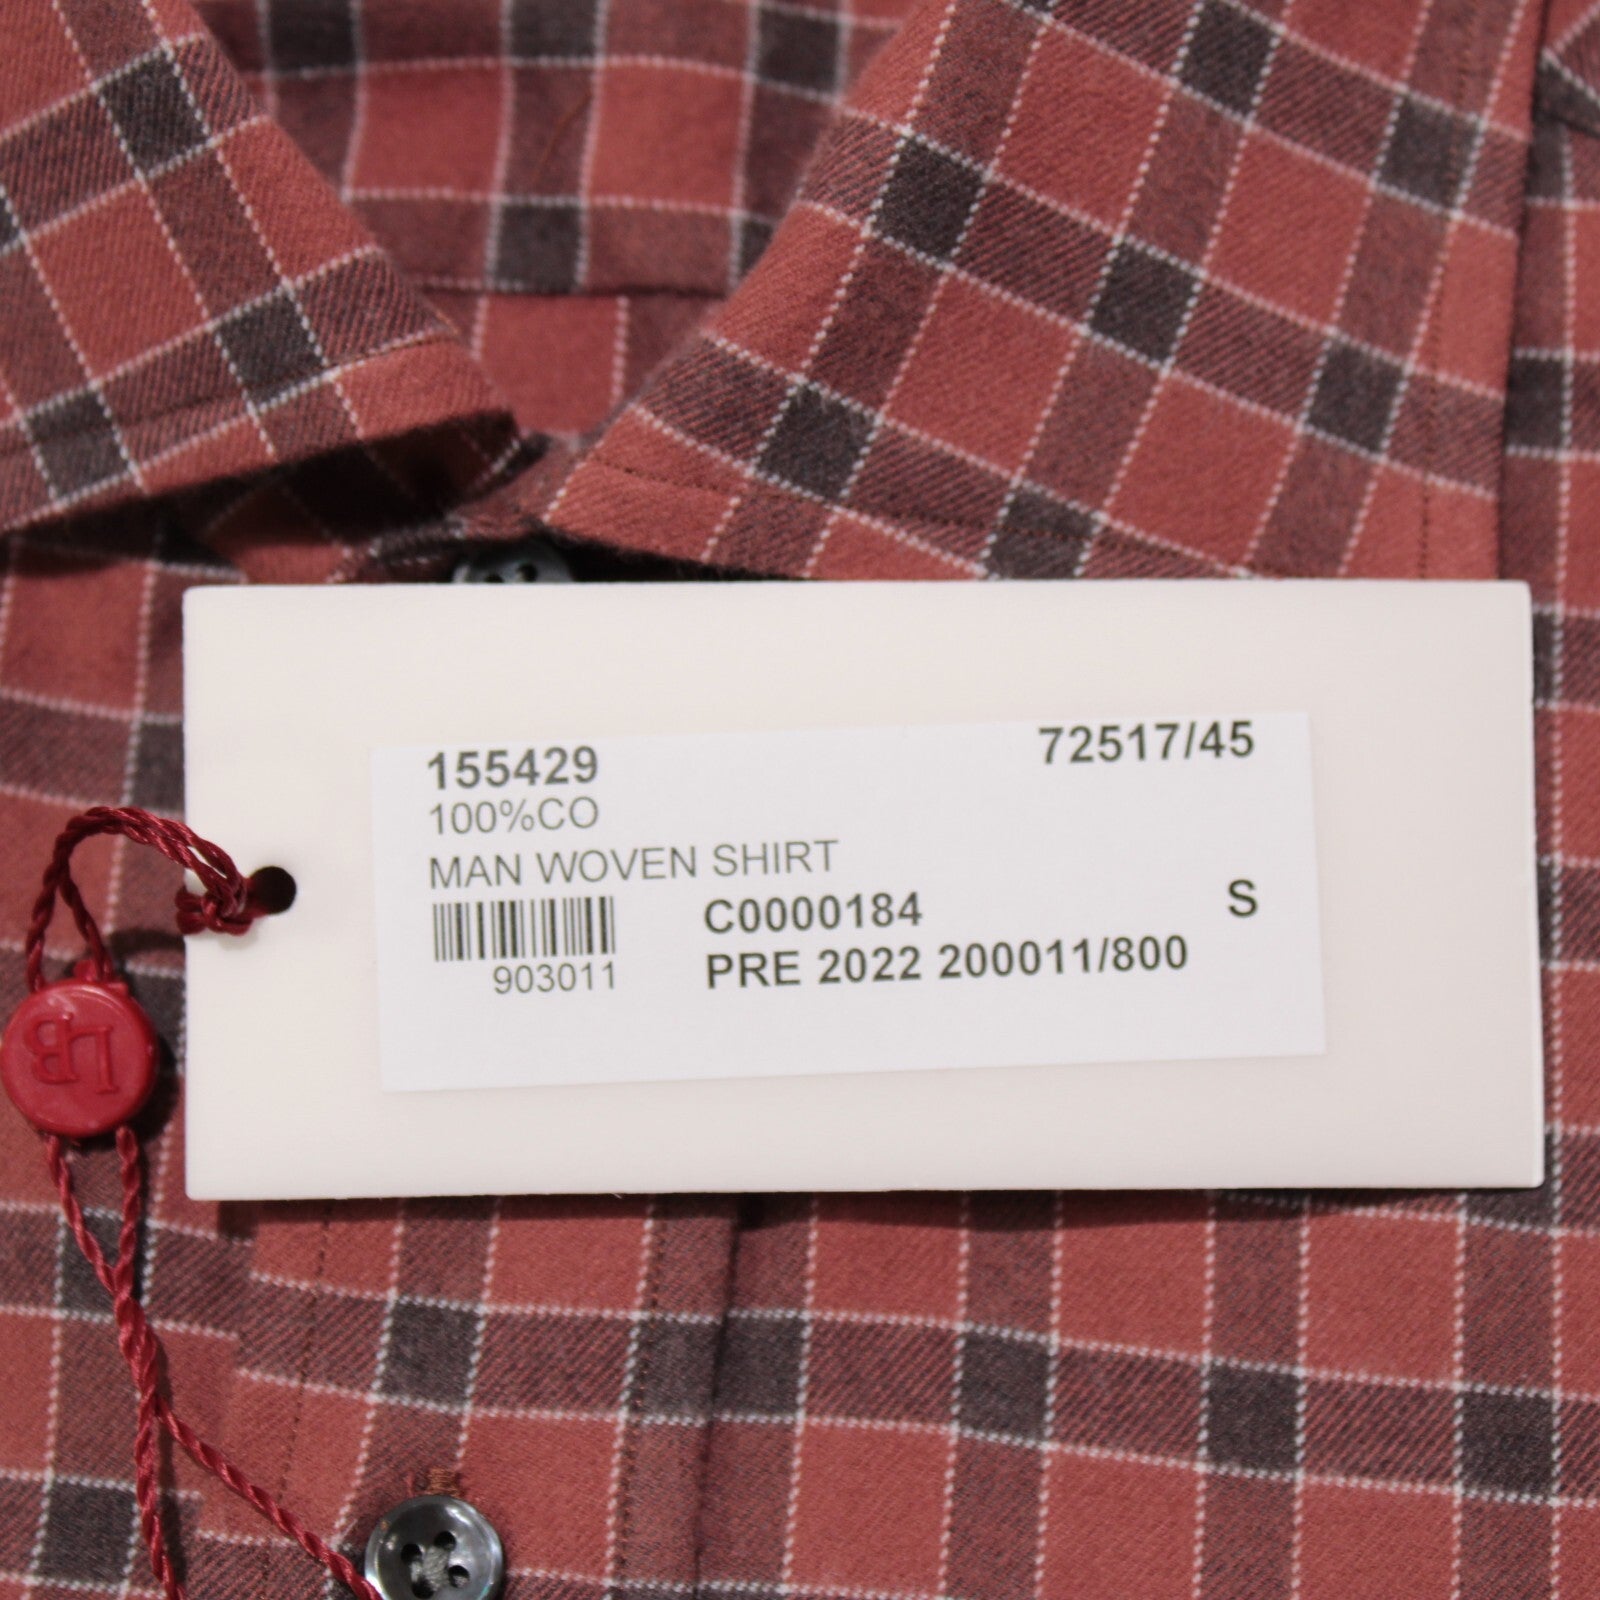 155429 72517/45
100%CO
MAN WOVEN SHIRT
C0000184 S
903011 PRE 2022 200011/800
LB